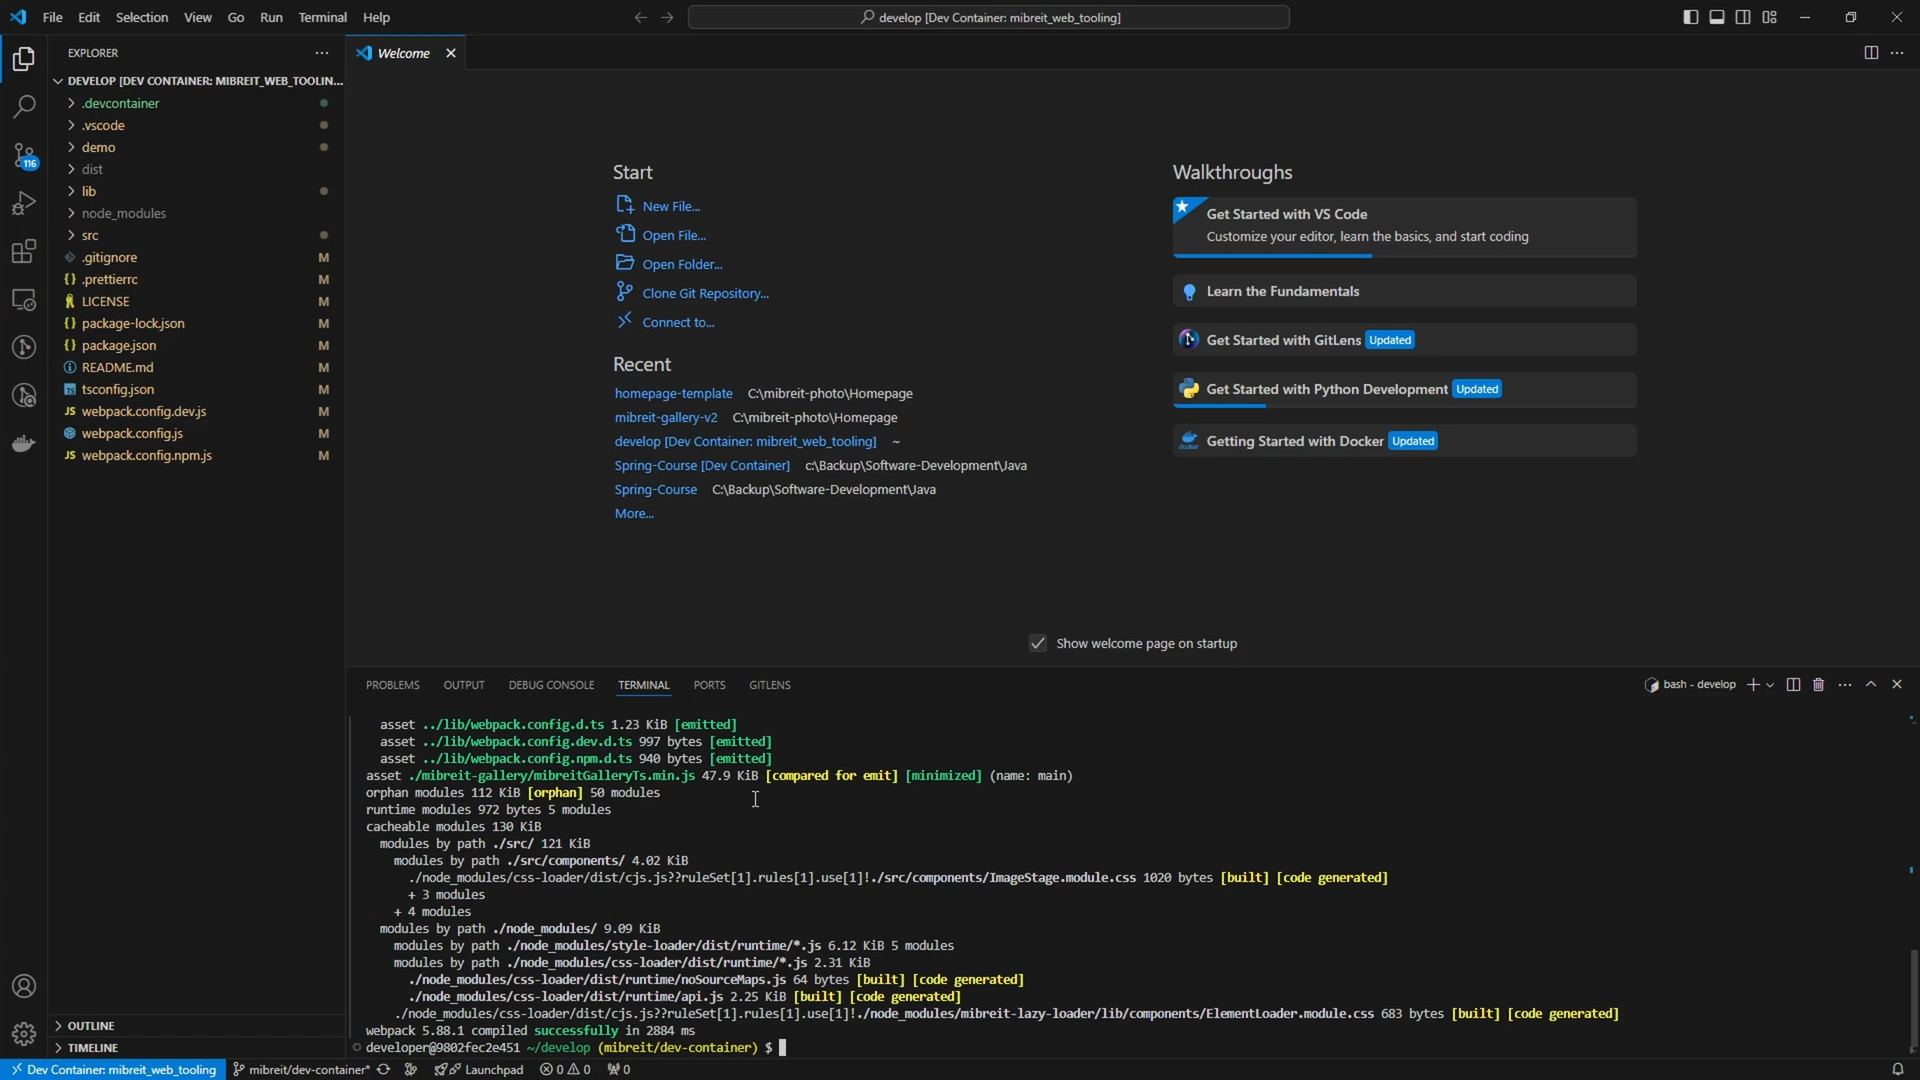 File Edit Selection View Go Run Terminal Help
develop [Dev Container: mibreit_web_tooling]
EXPLORER
DEVELOP [DEV CONTAINER: MIBREIT_WEB_TOOLIN...
.devcontainer
.vscode
demo
dist
lib
node_modules
src
.gitignore M
.prettierrc M
LICENSE M
package-lock.json M
package.json M
README.md M
tsconfig.json M
webpack.config.dev.js M
webpack.config.js M
webpack.config.npm.js M
116
OUTLINE
TIMELINE
Welcome
Start
New File...
Open File...
Open Folder...
Clone Git Repository...
Connect to...
Recent
homepage-template C:\mibreit-photo\Homepage
mibreit-gallery-v2 C:\mibreit-photo\Homepage
develop [Dev Container: mibreit_web_tooling] ~
Spring-Course [Dev Container] c:\Backup\Software-Development\Java
Spring-Course C:\Backup\Software-Development\Java
More...
Walkthroughs
Get Started with VS Code
Customize your editor, learn the basics, and start coding
Learn the Fundamentals
Get Started with GitLens Updated
Get Started with Python Development Updated
Getting Started with Docker Updated
Show welcome page on startup
PROBLEMS OUTPUT DEBUG CONSOLE TERMINAL PORTS GITLENS
bash - develop
asset ../lib/webpack.config.d.ts 1.23 KiB [emitted]
asset ../lib/webpack.config.dev.d.ts 997 bytes [emitted]
asset ../lib/webpack.config.npm.d.ts 940 bytes [emitted]
asset ./mibreit-gallery/mibreitGalleryTs.min.js 47.9 KiB [compared for emit] [minimized] (name: main)
orphan modules 112 KiB [orphan] 50 modules
runtime modules 972 bytes 5 modules
cacheable modules 130 KiB
modules by path ./src/ 121 KiB
modules by path ./src/components/ 4.02 KiB
./node_modules/css-loader/dist/cjs.js??ruleSet[1].rules[1].use[1]!./src/components/ImageStage.module.css 1020 bytes [built] [code generated]
+ 3 modules
+ 4 modules
modules by path ./node_modules/ 9.09 KiB
modules by path ./node_modules/style-loader/dist/runtime/*.js 6.12 KiB 5 modules
modules by path ./node_modules/css-loader/dist/runtime/*.js 2.31 KiB
./node_modules/css-loader/dist/runtime/noSourceMaps.js 64 bytes [built] [code generated]
./node_modules/css-loader/dist/runtime/api.js 2.25 KiB [built] [code generated]
./node_modules/css-loader/dist/cjs.js??ruleSet[1].rules[1].use[1]!./node_modules/mibreit-lazy-loader/lib/components/ElementLoader.module.css 683 bytes [built] [code generated]
webpack 5.88.1 compiled successfully in 2884 ms
developer@9802fec2e451 ~/develop (mibreit/dev-container) $
Dev Container: mibreit_web_tooling mibreit/dev-container* Launchpad 0 0 0